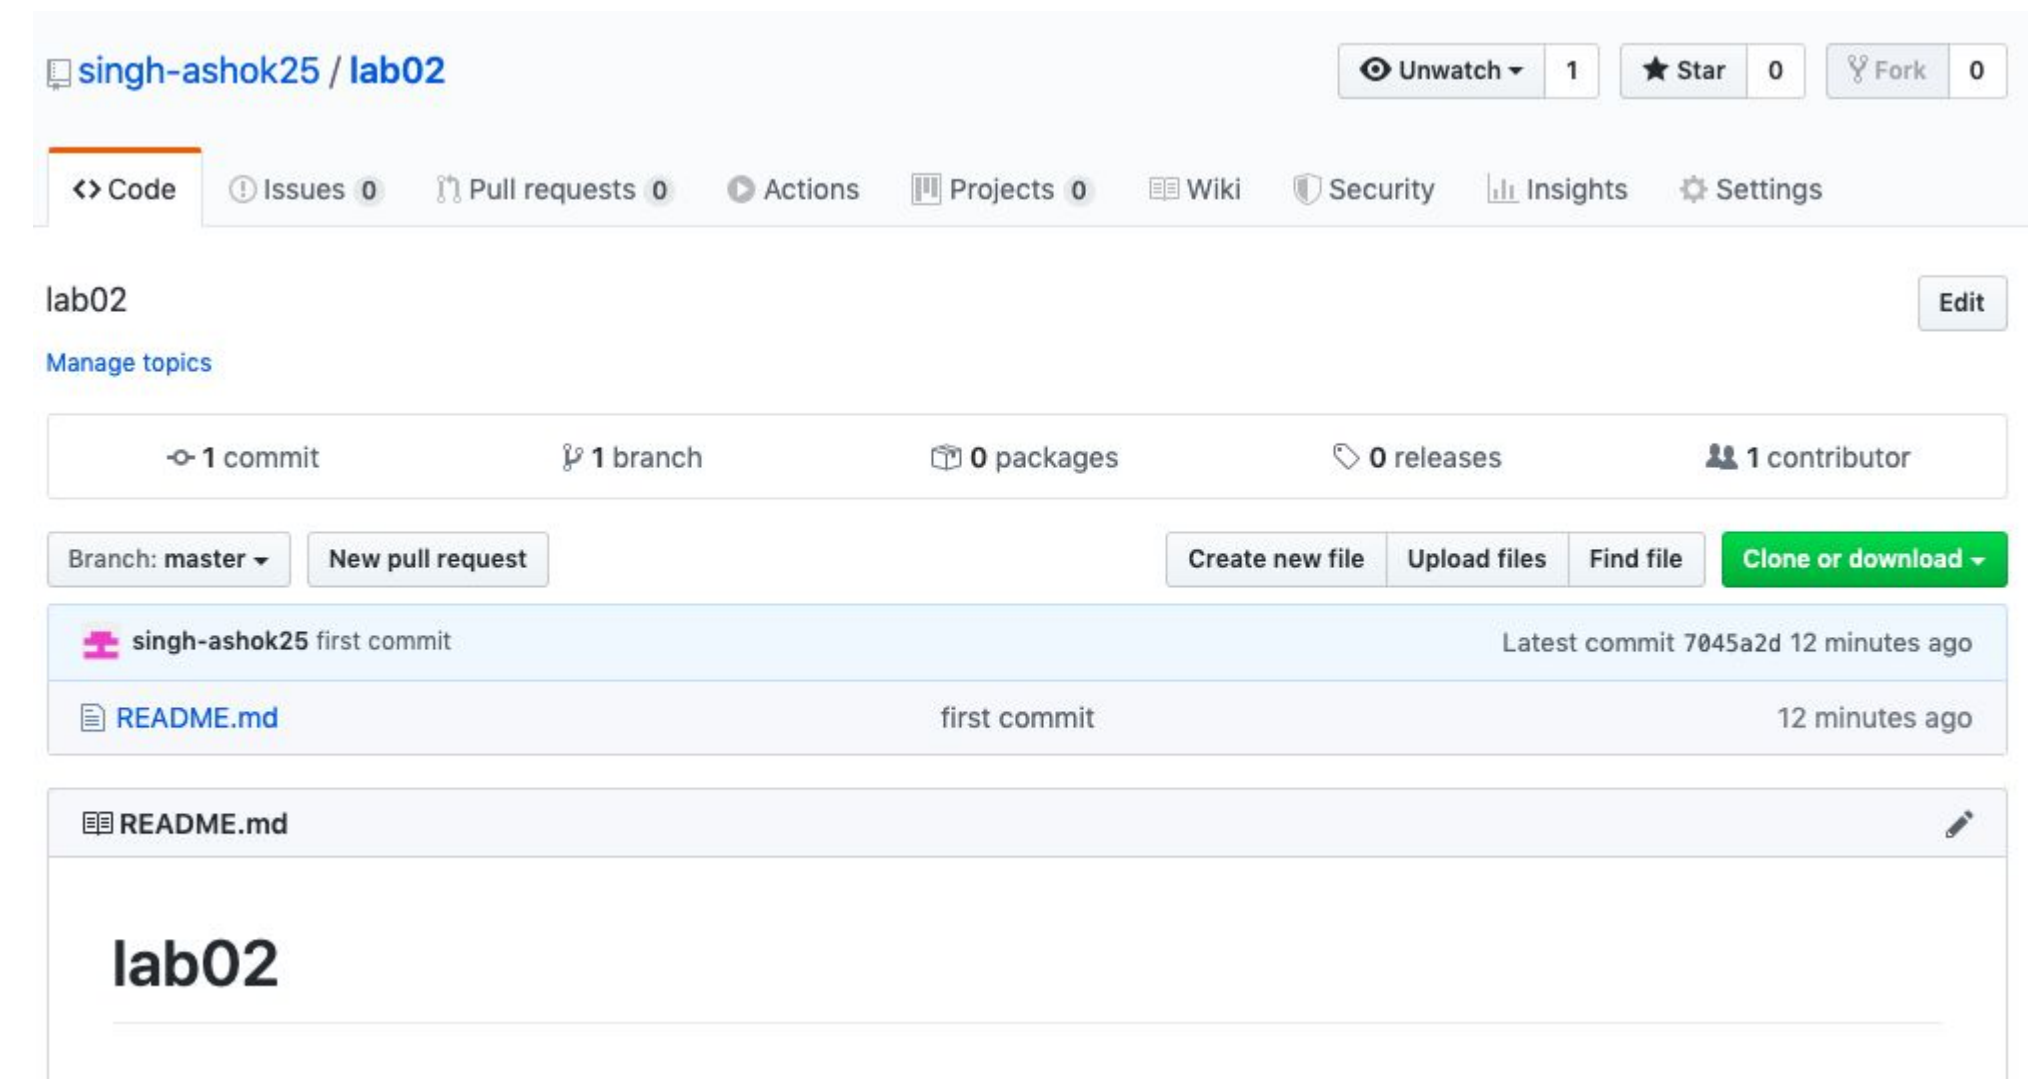 singh-ashok25 / lab02 Unwatch 1 Star 0 Fork 0
Code Issues 0 Pull requests 0 Actions Projects 0 Wiki Security Insights Settings
lab02 Edit
Manage topics
1 commit 1 branch 0 packages 0 releases 1 contributor
Branch: master New pull request Create new file Upload files Find file Clone or download
singh-ashok25 first commit Latest commit 7045a2d 12 minutes ago
README.md first commit 12 minutes ago
README.md
lab02